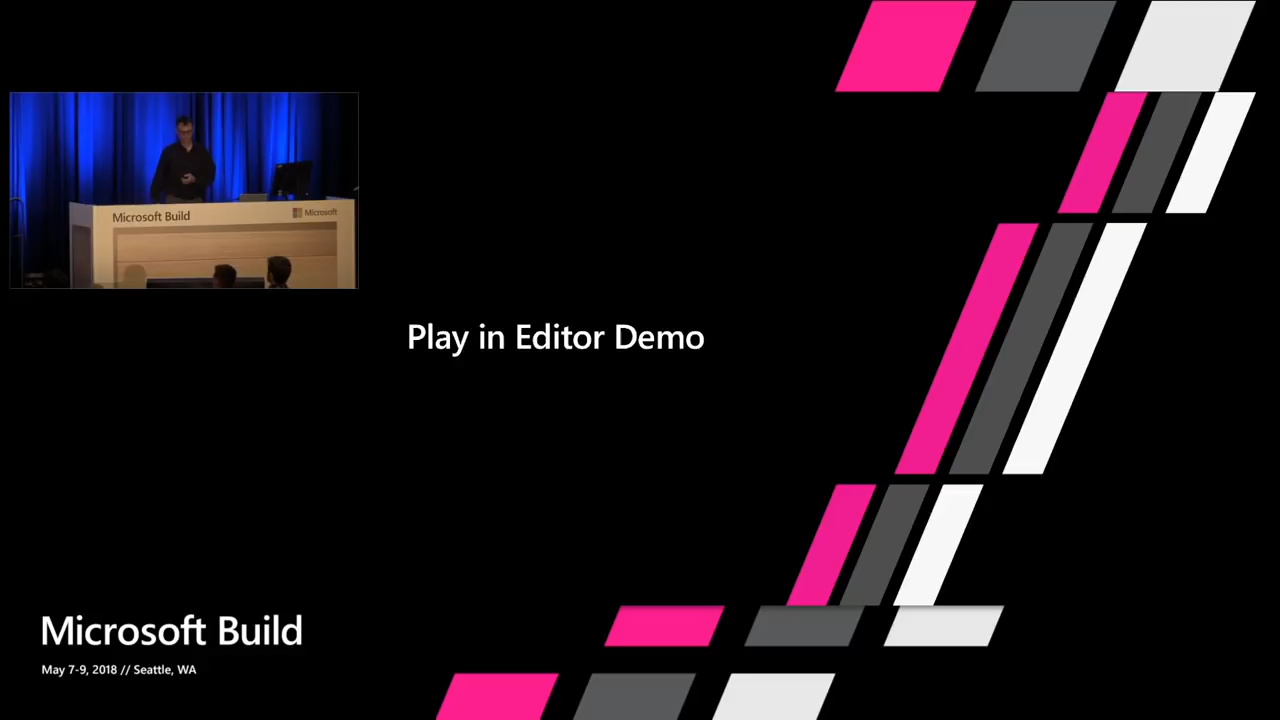 Microsoft Build
Microsoft
Play in Editor Demo
Microsoft Build
May 7-9, 2018 // Seattle, WA